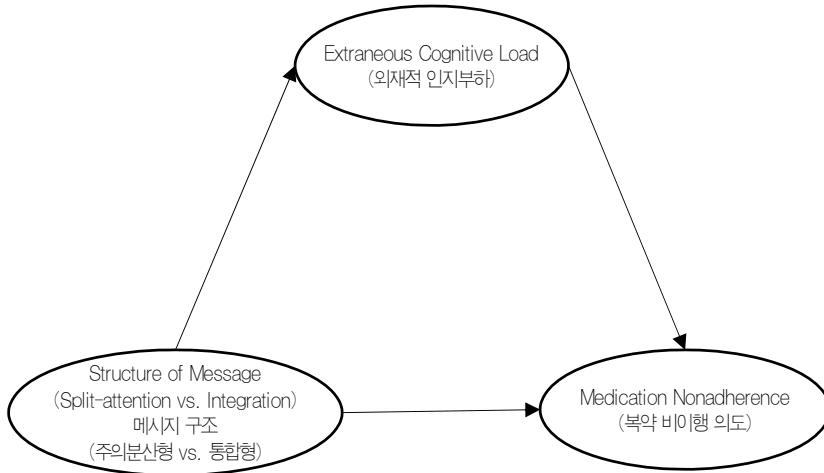 Extraneous Cognitive Load
(외재적 인지부하)
Structure of Message
(Split-attention vs. Integration)
메시지 구조
(주의분산형 vs. 통합형)
Medication Nonadherence
(복약 비이행 의도)